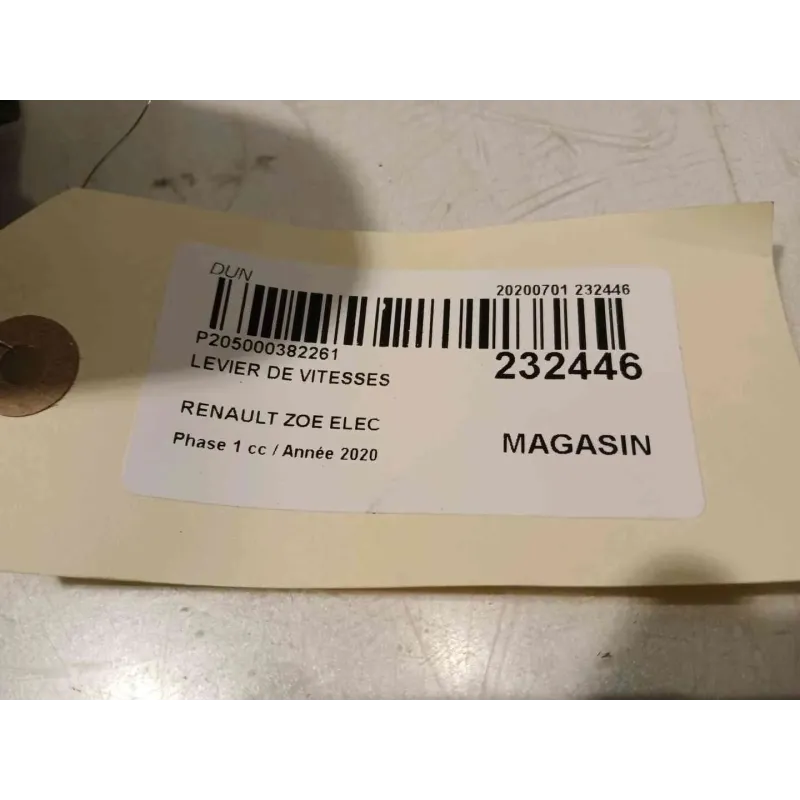 DUN
20200701 232446
P205000382261
232446
LEVIER DE VITESSES
RENAULT ZOE ELEC
Phase 1 cc / Année 2020
MAGASIN